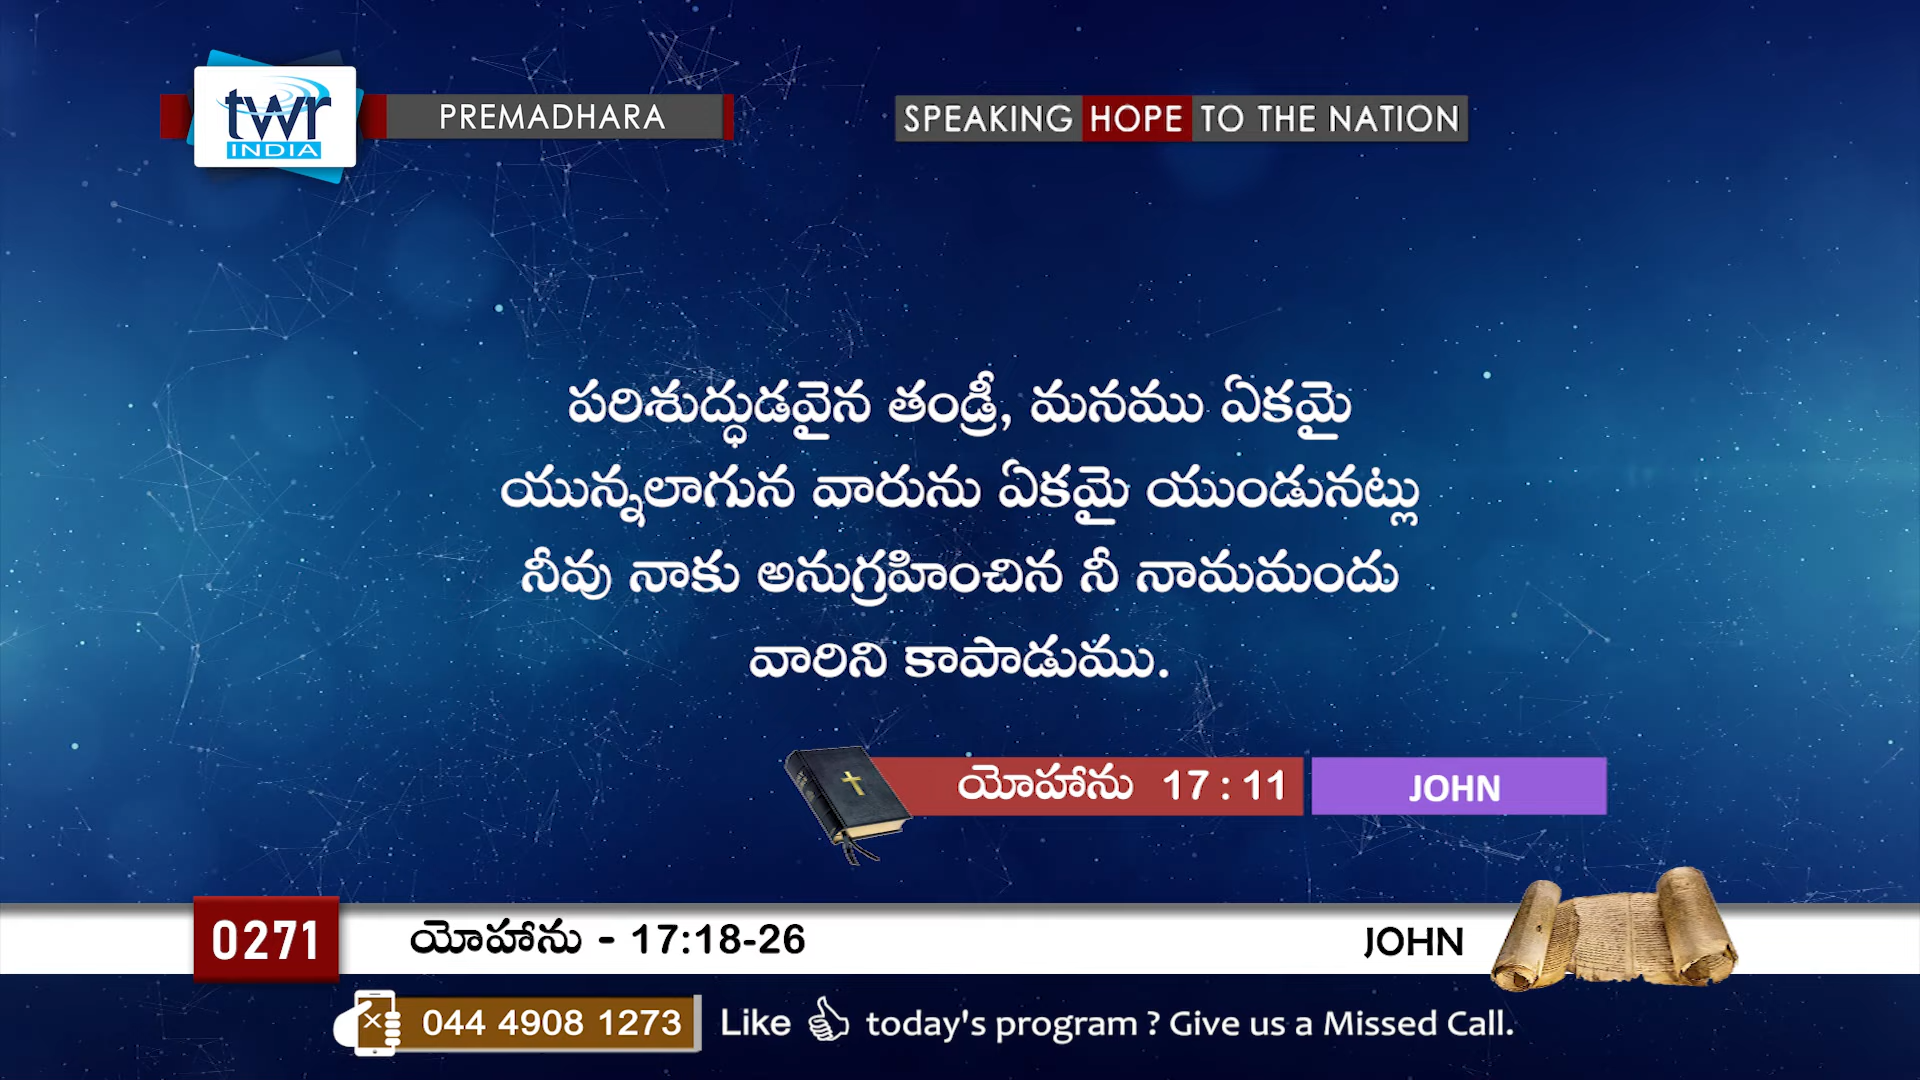 twr
INDIA
PREMADHARA
SPEAKING HOPE TO THE NATION
పరిశుద్ధుడవైన తండ్రీ, మనము ఏకమై
యున్నలాగున వారును ఏకమై యుండునట్లు
నీవు నాకు అనుగ్రహించిన నీ నామమందు
వారిని కాపాడుము.
యోహాను 17 : 11
JOHN
0271
యోహాను - 17:18-26
JOHN
044 4908 1273
Like today's program ? Give us a Missed Call.